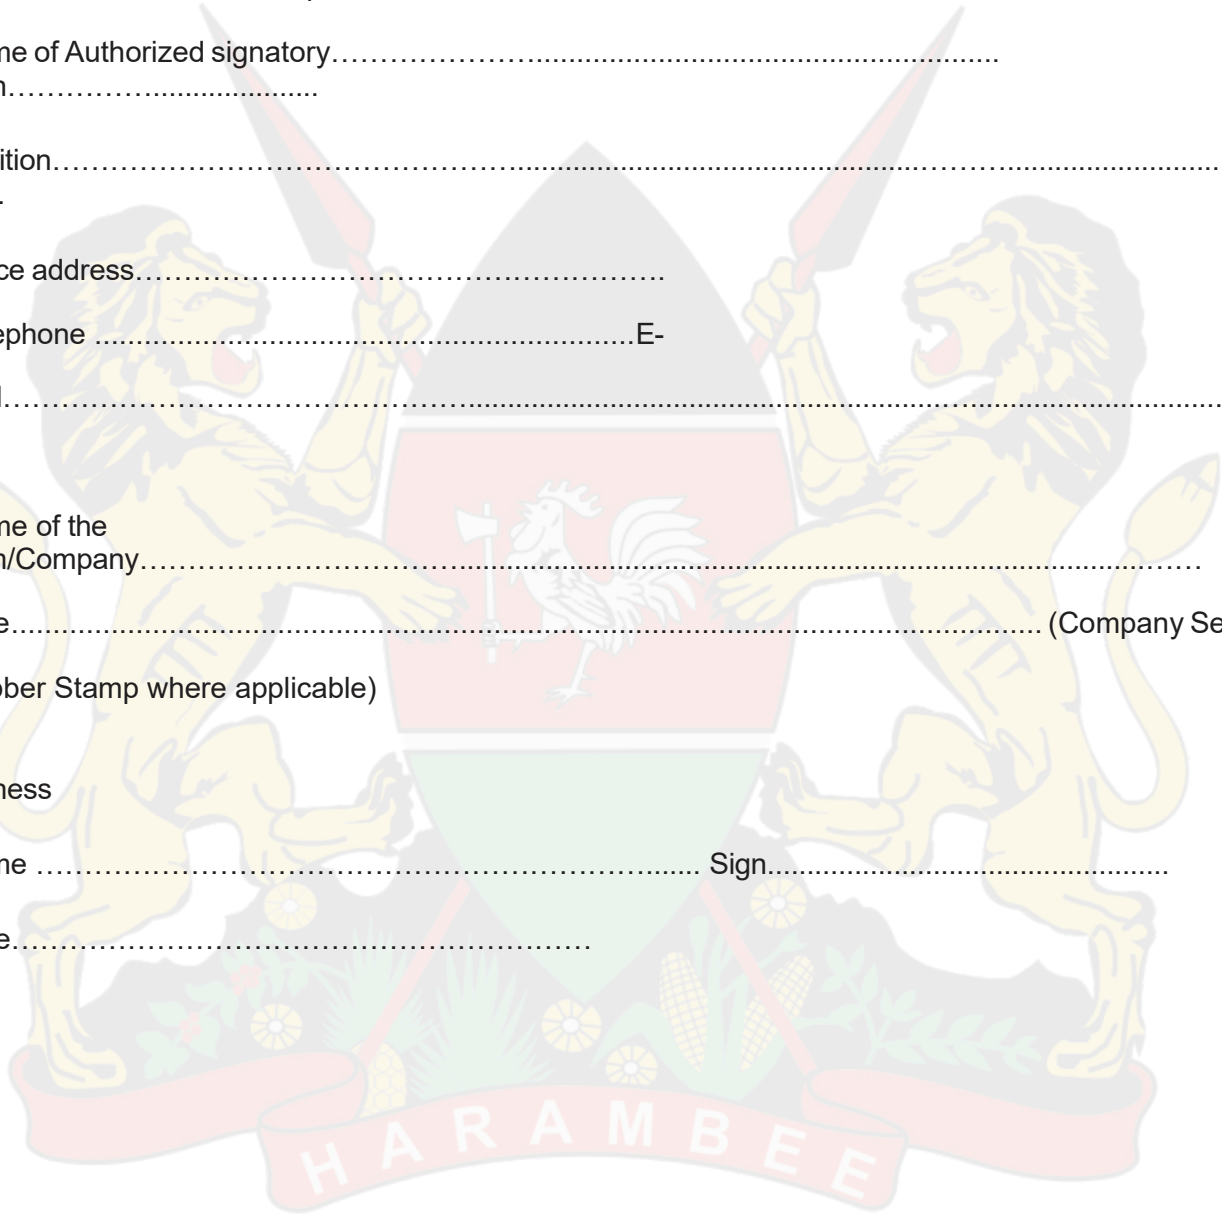 me of Authorized signatory……………………..........................................................
n………………....................
ition…………………………………………………..................................................………..............................
.
ce address……………………………………………………….
ephone ..............................................................E-
l…………………………………………………................................................................................................
me of the
n/Company…………………………………...................................................................................………
e.......................................................................................................................... (Company Se
ber Stamp where applicable)
ness
me ………………………………………………………………....... Sign..............................................
e……………………………………………………………
HARAMBEE